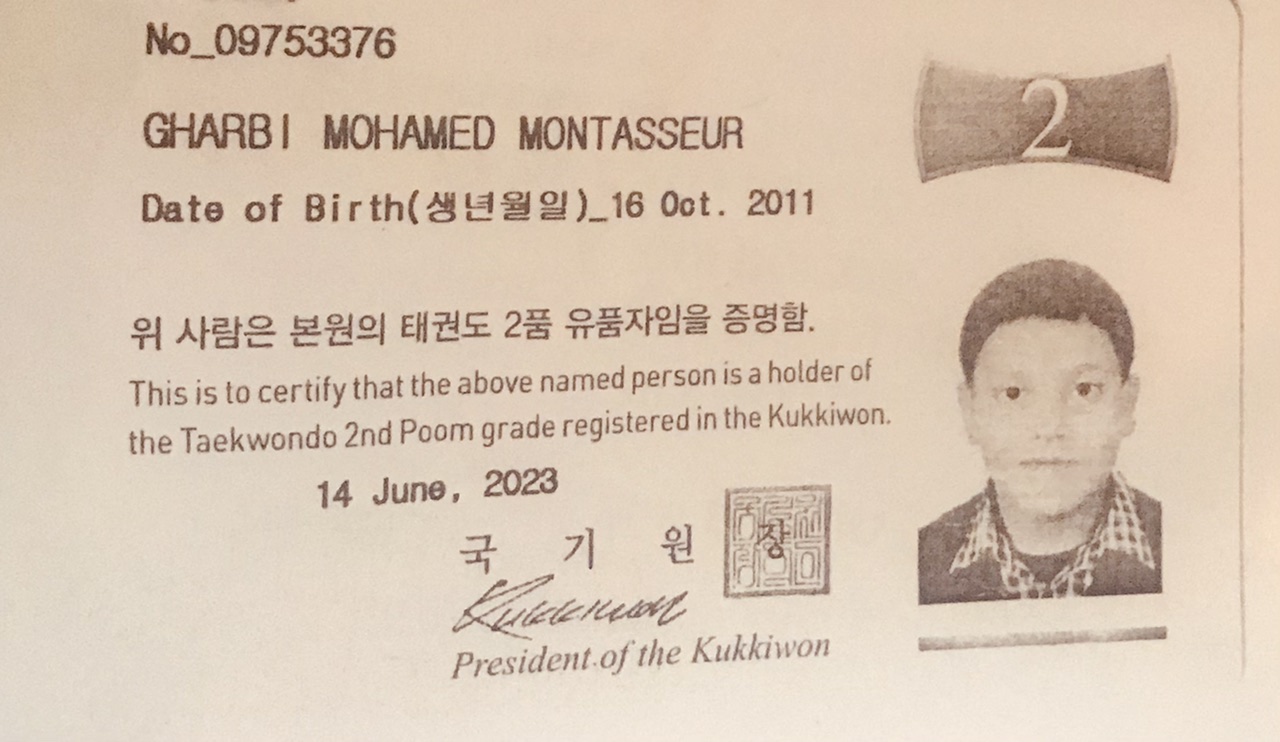 No_09753376
2
GHARBI MOHAMED MONTASSEUR
Date of Birth(생년월일)_16 Oct. 2011
위 사람은 본원의 태권도 2품 유품자임을 증명함.
This is to certify that the above named person is a holder of
the Taekwondo 2nd Poom grade registered in the Kukkiwon.
14 June, 2023
국 기 원 장
Kukkiwon
President of the Kukkiwon